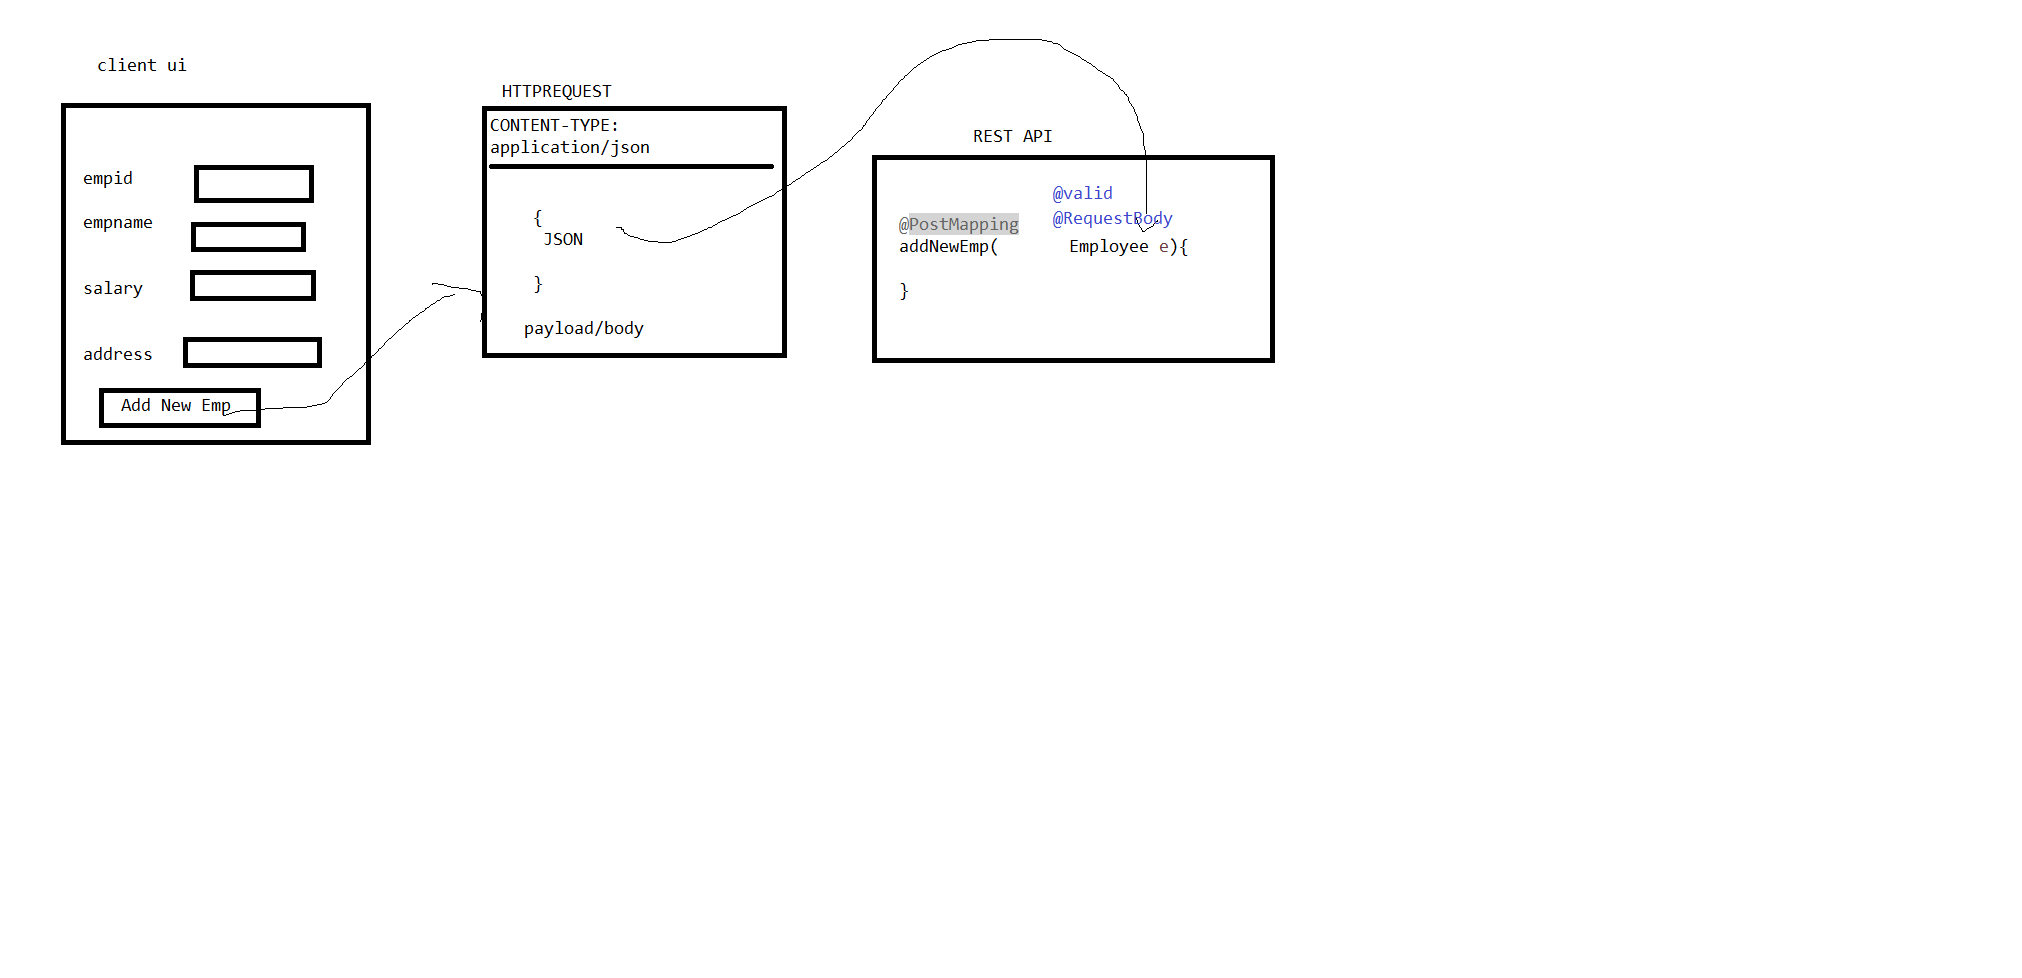 client ui
empid
empname
salary
address
Add New Emp
HTTPREQUEST
CONTENT-TYPE:
application/json
{
JSON
}
payload/body
REST API
@valid
@RequestBody
@PostMapping
addNewEmp( Employee e){
}